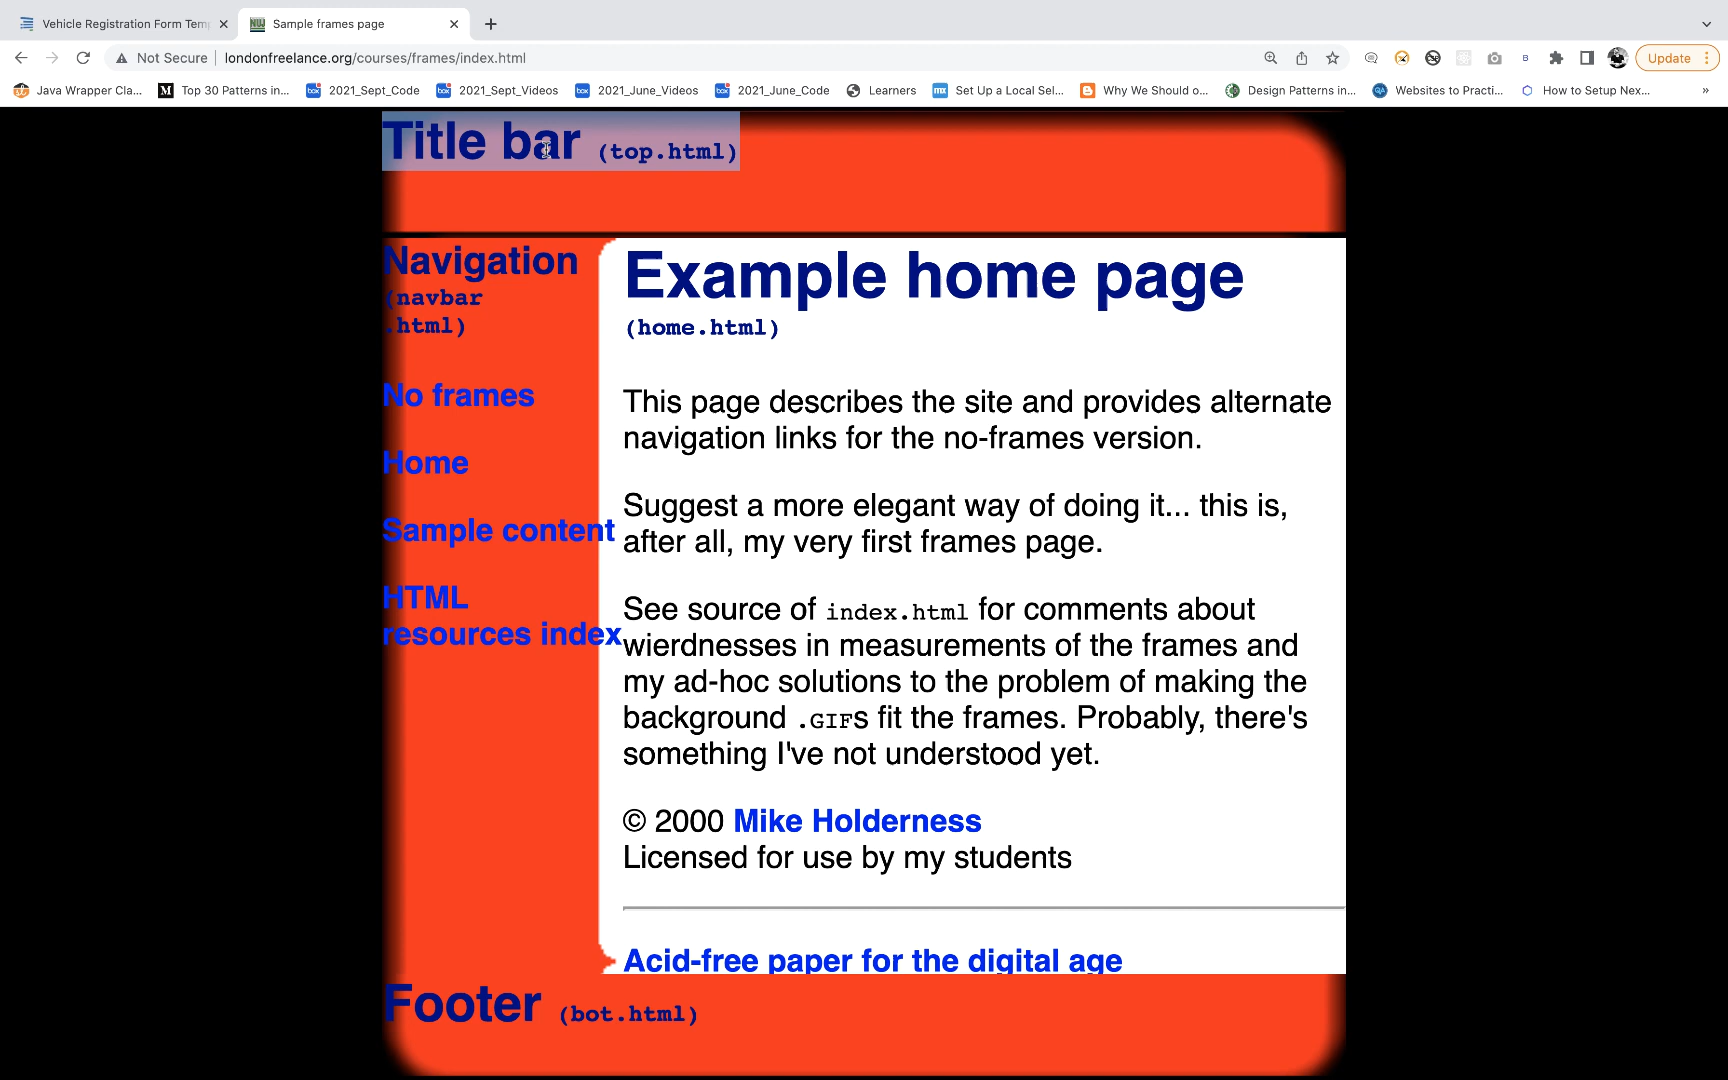 Vehicle Registration Form Tem
Sample frames page
Not Secure
londonfreelance.org/courses/frames/index.html
Update
Java Wrapper Cla...
Top 30 Patterns in...
2021_Sept_Code
2021_Sept_Videos
2021_June_Videos
2021_June_Code
Learners
Set Up a Local Sel...
Why We Should o...
Design Patterns in...
Websites to Practi...
How to Setup Nex...
»
Title bar (top.html)
Navigation
(navbar
.html)
No frames
Home
Sample content
HTML
resources index
Example home page
(home.html)
This page describes the site and provides alternate
navigation links for the no-frames version.
Suggest a more elegant way of doing it... this is,
after all, my very first frames page.
See source of index.html for comments about
wierdnesses in measurements of the frames and
my ad-hoc solutions to the problem of making the
background .GIFs fit the frames. Probably, there's
something I've not understood yet.
© 2000 Mike Holderness
Licensed for use by my students
Acid-free paper for the digital age
Footer (bot.html)